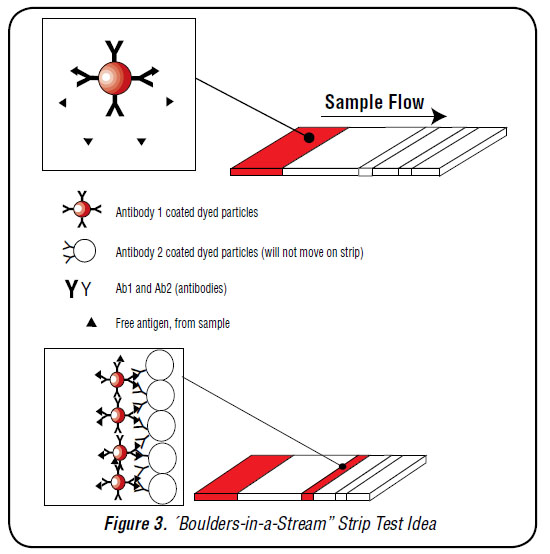 Sample Flow
Antibody 1 coated dyed particles
Antibody 2 coated dyed particles (will not move on strip)
Ab1 and Ab2 (antibodies)
Free antigen, from sample
Figure 3. ´Boulders-in-a-Stream” Strip Test Idea